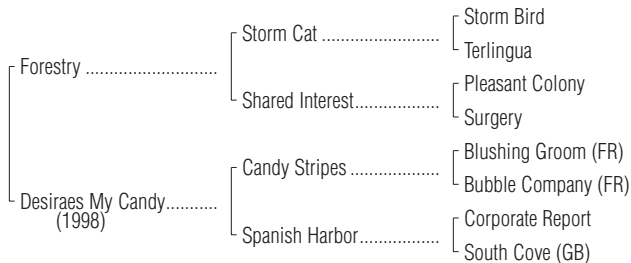 Storm Bird
Storm Cat ........................
Terlingua
Forestry ...........................
Pleasant Colony
Shared Interest.................
Surgery
Blushing Groom (FR)
Candy Stripes ..................
Bubble Company (FR)
Desiraes My Candy...........
(1998)
Corporate Report
Spanish Harbor................
South Cove (GB)